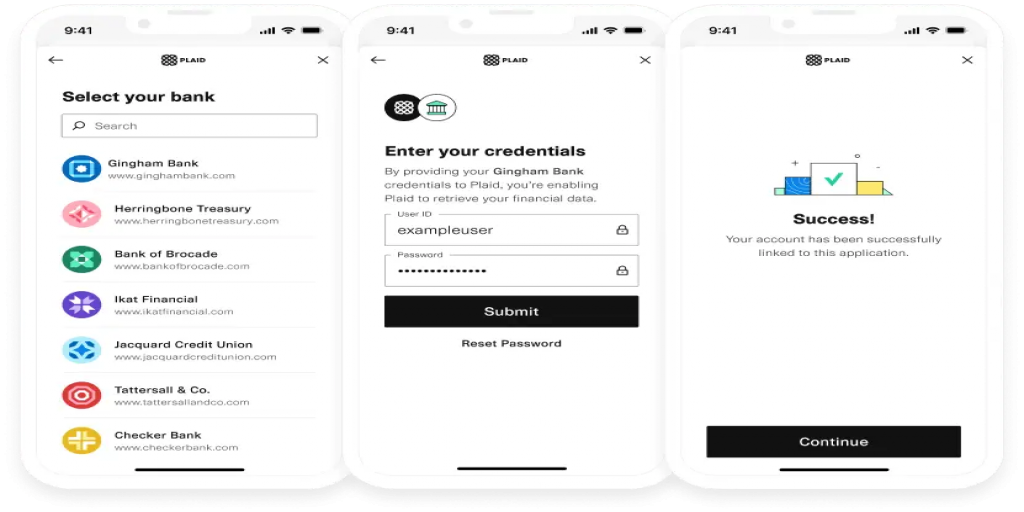 9:41
PLAID
Select your bank
Search
Gingham Bank
www.ginghambank.com
Herringbone Treasury
www.herringbonetreasury.com
Bank of Brocade
www.bankofbrocade.com
Ikat Financial
www.ikatfinancial.com
Jacquard Credit Union
www.jacquardcreditunion.com
Tattersall & Co.
www.tattersallandco.com
Checker Bank
www.checkerbank.com
9:41
PLAID
Enter your credentials
By providing your Gingham Bank
credentials to Plaid, you're enabling
Plaid to retrieve your financial data.
User ID
exampleuser
Password
••••••••••••••
Submit
Reset Password
9:41
PLAID
Success!
Your account has been successfully
linked to this application.
Continue